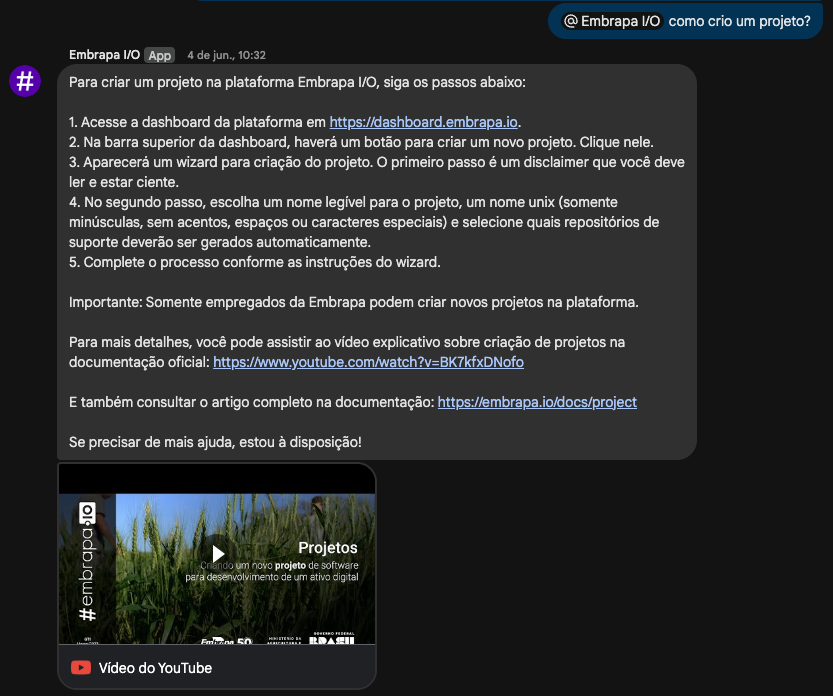 @ Embrapa I/O como crio um projeto?
Embrapa I/O App 4 de jun., 10:32
#
Para criar um projeto na plataforma Embrapa I/O, siga os passos abaixo:
1. Acesse a dashboard da plataforma em https://dashboard.embrapa.io.
2. Na barra superior da dashboard, haverá um botão para criar um novo projeto. Clique nele.
3. Aparecerá um wizard para criação do projeto. O primeiro passo é um disclaimer que você deve
ler e estar ciente.
4. No segundo passo, escolha um nome legível para o projeto, um nome unix (somente
minúsculas, sem acentos, espaços ou caracteres especiais) e selecione quais repositórios de
suporte deverão ser gerados automaticamente.
5. Complete o processo conforme as instruções do wizard.
Importante: Somente empregados da Embrapa podem criar novos projetos na plataforma.
Para mais detalhes, você pode assistir ao vídeo explicativo sobre criação de projetos na
documentação oficial: https://www.youtube.com/watch?v=BK7kfxDNofo
E também consultar o artigo completo na documentação: https://embrapa.io/docs/project
Se precisar de mais ajuda, estou à disposição!
#embrapa.io
Projetos
Criando um novo projeto de software
para desenvolvimento de um ativo digital
Embrapa 50
MINISTÉRIO DA
AGRICULTURA E
GOVERNO FEDERAL
BRASIL
Vídeo do YouTube